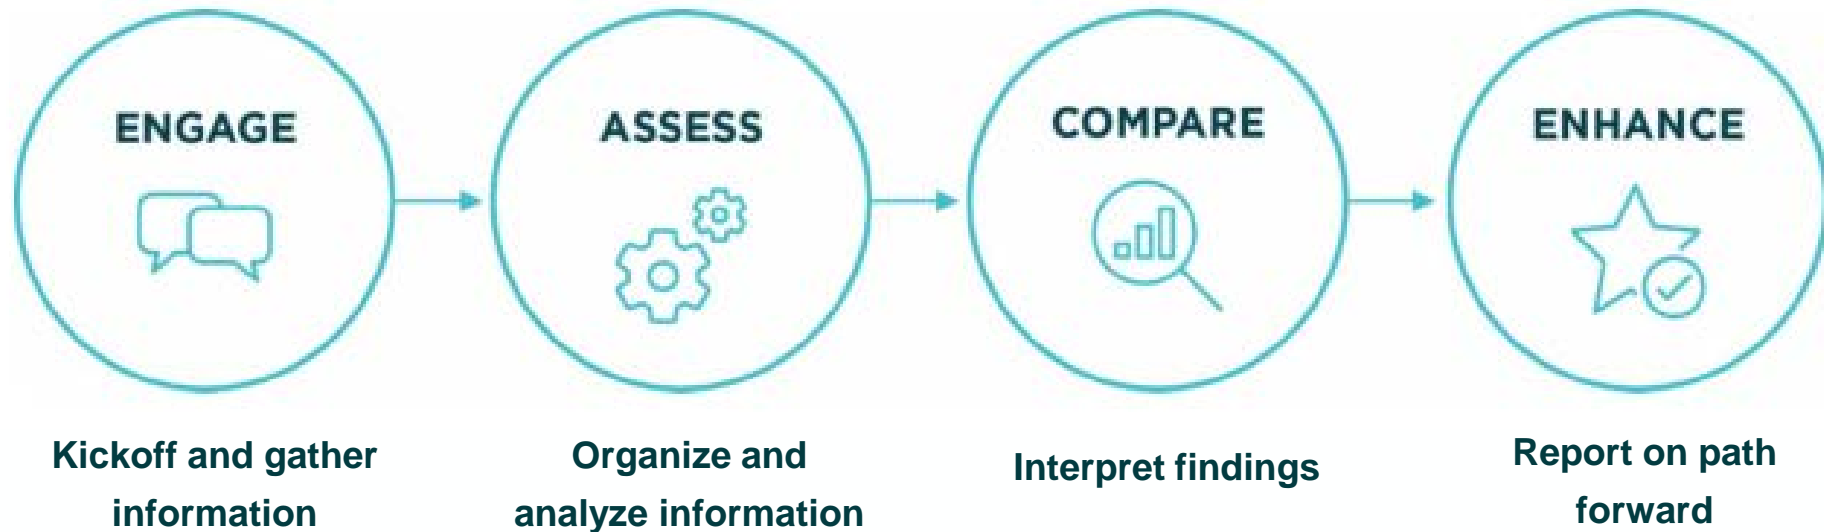 ENGAGE
ASSESS
COMPARE
ENHANCE
Kickoff and gather
information
Organize and
analyze information
Interpret findings
Report on path
forward